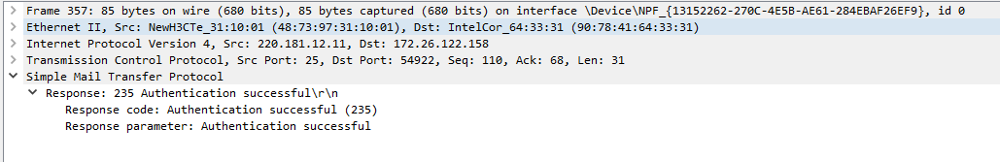 Frame 357: 85 bytes on wire (680 bits), 85 bytes captured (680 bits) on interface \Device\NPF_{13152262-270C-4E5B-AE61-284EBAF26EF9}, id 0
Ethernet II, Src: NewH3CTe_31:10:01 (48:73:97:31:10:01), Dst: IntelCor_64:33:31 (90:78:41:64:33:31)
Internet Protocol Version 4, Src: 220.181.12.11, Dst: 172.26.122.158
Transmission Control Protocol, Src Port: 25, Dst Port: 54922, Seq: 110, Ack: 68, Len: 31
Simple Mail Transfer Protocol
Response: 235 Authentication successful\r\n
Response code: Authentication successful (235)
Response parameter: Authentication successful